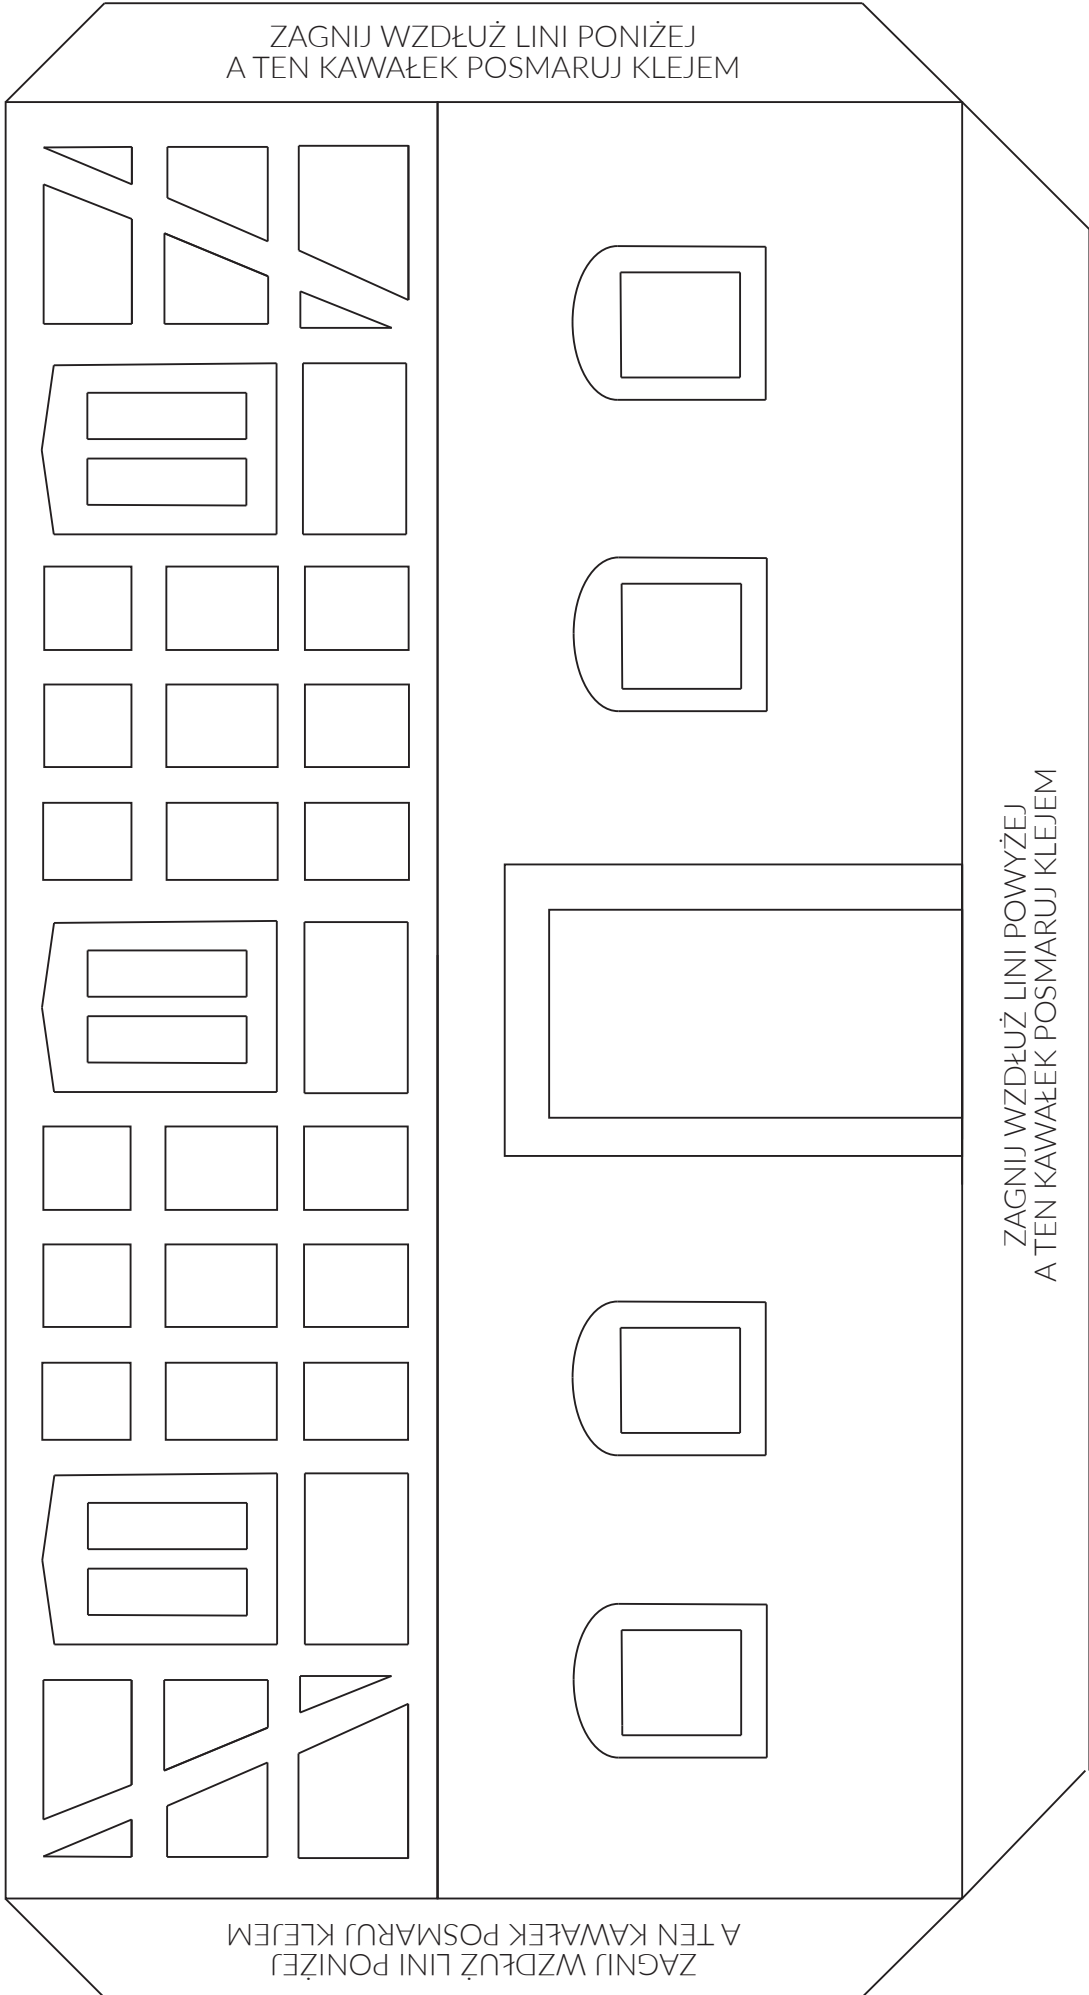 ZAGNIJ WZDŁUŻ LINI PONIŻEJ
A TEN KAWAŁEK POSMARUJ KLEJEM
ZAGNIJ WZDŁUŻ LINI POWYŻEJ
A TEN KAWAŁEK POSMARUJ KLEJEM
ZAGNIJ WZDŁUŻ LINI PONIŻEJ
A TEN KAWAŁEK POSMARUJ KLEJEM